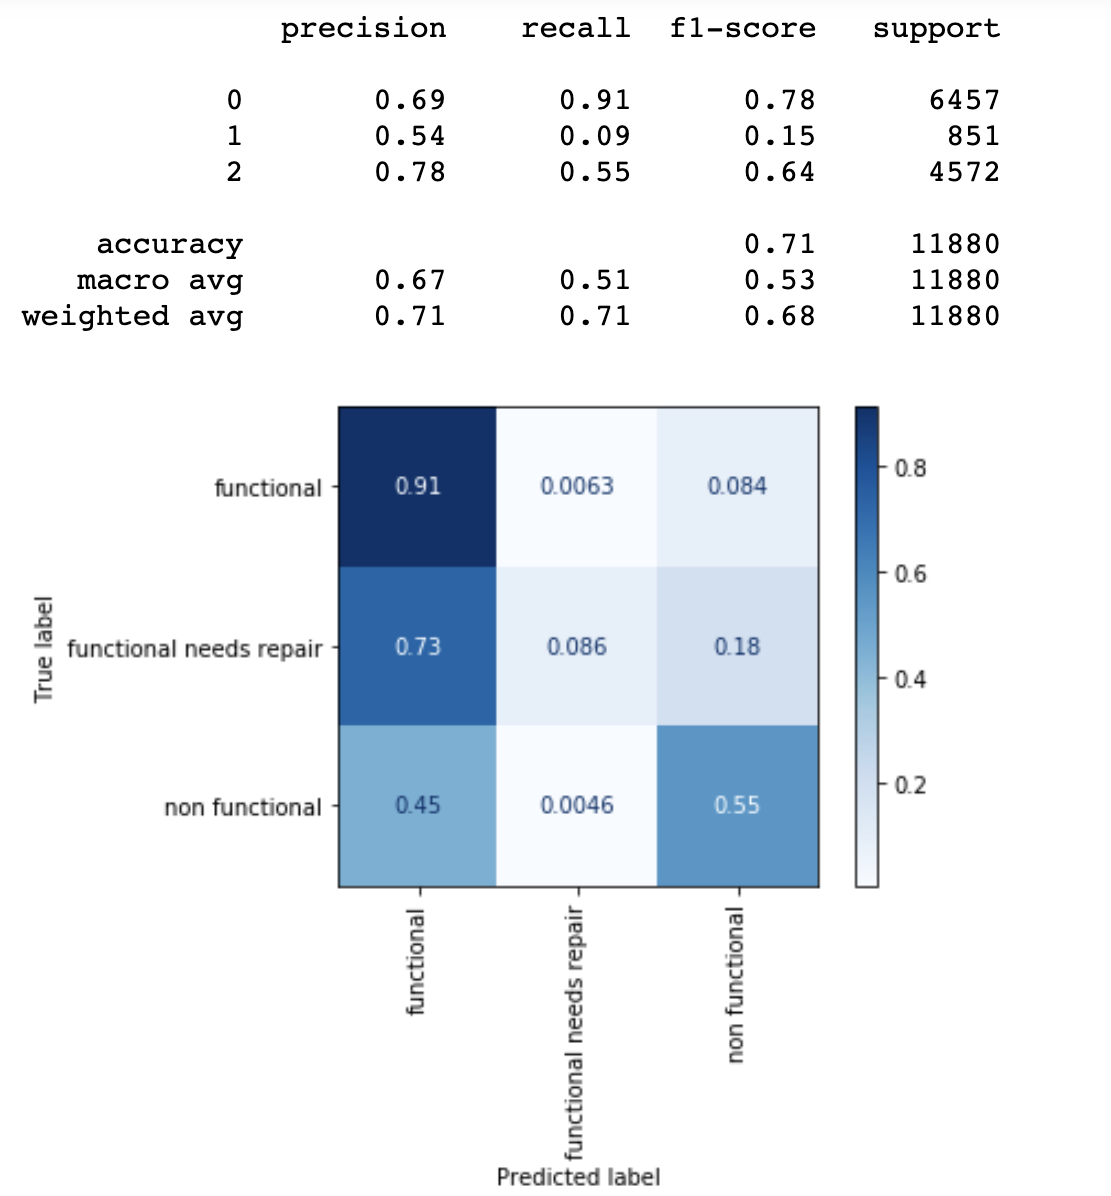 precision recall f1-score support
0 0.69 0.91 0.78 6457
1 0.54 0.09 0.15 851
2 0.78 0.55 0.64 4572
accuracy 0.71 11880
macro avg 0.67 0.51 0.53 11880
weighted avg 0.71 0.71 0.68 11880
True label
functional 0.91 0.0063 0.084
functional needs repair 0.73 0.086 0.18
non functional 0.45 0.0046 0.55
functional
functional needs repair
non functional
Predicted label
0.8
0.6
0.4
0.2